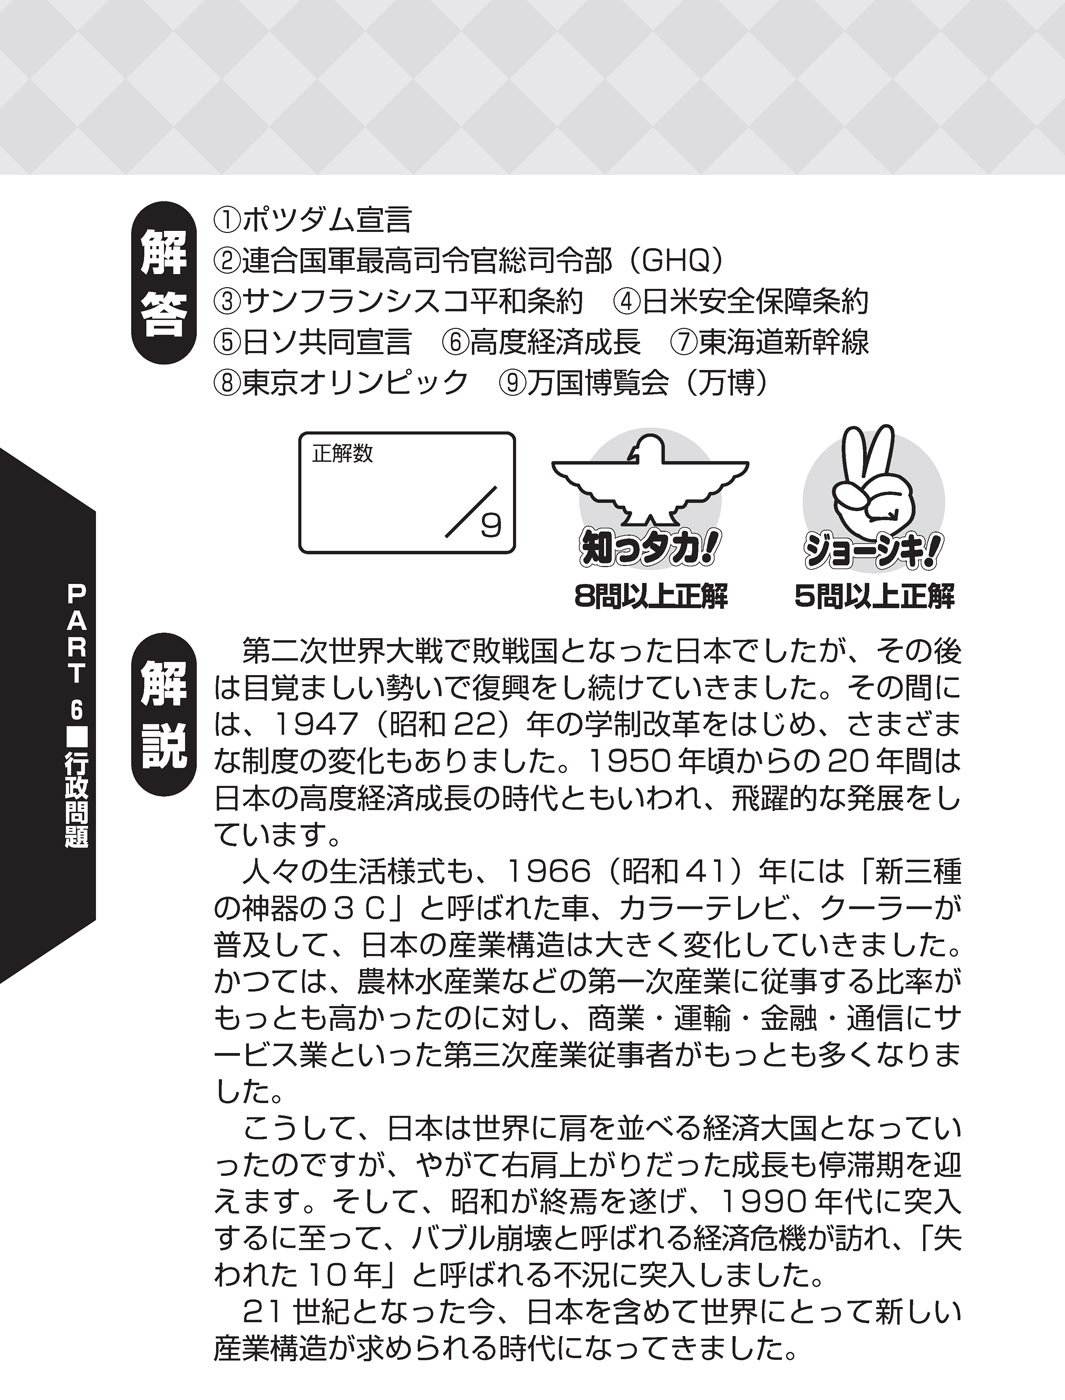 解答
①ポツダム宣言
②連合国軍最高司令官総司令部（GHQ）
③サンフランシスコ平和条約　④日米安全保障条約
⑤日ソ共同宣言　⑥高度経済成長　⑦東海道新幹線
⑧東京オリンピック　⑨万国博覧会（万博）
正解数
／9
知っタカ！
8問以上正解
ジョーシキ！
5問以上正解
PART 6■行政問題
解説
　第二次世界大戦で敗戦国となった日本でしたが、その後
は目覚ましい勢いで復興をし続けていきました。その間に
は、1947（昭和22）年の学制改革をはじめ、さまざま
な制度の変化もありました。1950年頃からの20年間は
日本の高度経済成長の時代ともいわれ、飛躍的な発展をし
ています。
　人々の生活様式も、1966（昭和41）年には「新三種
の神器の３Ｃ」と呼ばれた車、カラーテレビ、クーラーが
普及して、日本の産業構造は大きく変化していきました。
かつては、農林水産業などの第一次産業に従事する比率が
もっとも高かったのに対し、商業・運輸・金融・通信にサ
ービス業といった第三次産業従事者がもっとも多くなりま
した。
　こうして、日本は世界に肩を並べる経済大国となってい
ったのですが、やがて右肩上がりだった成長も停滞期を迎
えます。そして、昭和が終焉を遂げ、1990年代に突入
するに至って、バブル崩壊と呼ばれる経済危機が訪れ、「失
われた10年」と呼ばれる不況に突入しました。
　21世紀となった今、日本を含めて世界にとって新しい
産業構造が求められる時代になってきました。